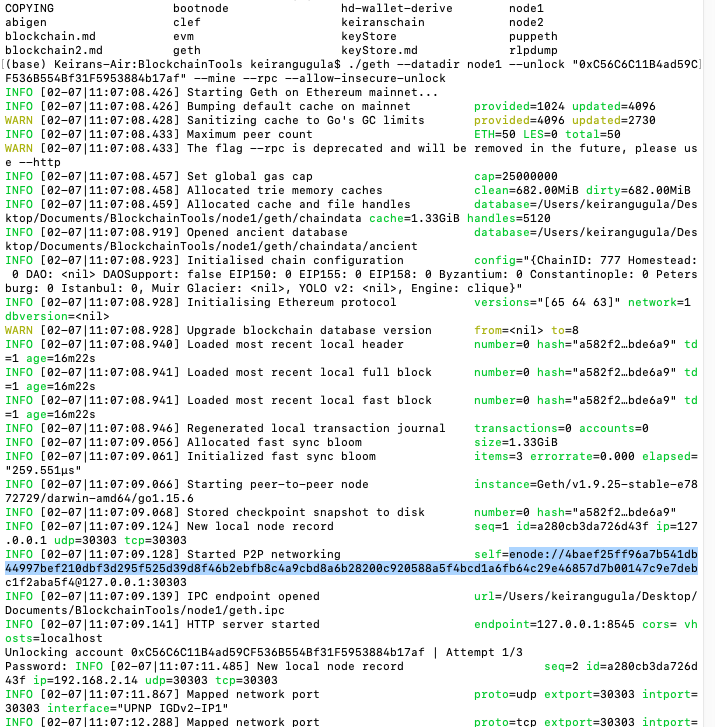 COPYING bootnode hd-wallet-derive node1
abigen clef keiranschain node2
blockchain.md evm keyStore puppeth
blockchain2.md geth keyStore.md rlpdump
[(base) Keirans-Air:BlockchainTools keirangugula$ ./geth --datadir node1 --unlock "0xC56C6C11B4ad59C]
F536B554Bf31F5953884b17af" --mine --rpc --allow-insecure-unlock
INFO [02-07|11:07:08.426] Starting Geth on Ethereum mainnet...
INFO [02-07|11:07:08.426] Bumping default cache on mainnet provided=1024 updated=4096
WARN [02-07|11:07:08.428] Sanitizing cache to Go's GC limits provided=4096 updated=2730
INFO [02-07|11:07:08.433] Maximum peer count ETH=50 LES=0 total=50
WARN [02-07|11:07:08.433] The flag --rpc is deprecated and will be removed in the future, please us
e --http
INFO [02-07|11:07:08.457] Set global gas cap cap=25000000
INFO [02-07|11:07:08.458] Allocated trie memory caches clean=682.00MiB dirty=682.00MiB
INFO [02-07|11:07:08.459] Allocated cache and file handles database=/Users/keirangugula/Des
ktop/Documents/BlockchainTools/node1/geth/chaindata cache=1.33GiB handles=5120
INFO [02-07|11:07:08.919] Opened ancient database database=/Users/keirangugula/Des
ktop/Documents/BlockchainTools/node1/geth/chaindata/ancient
INFO [02-07|11:07:08.923] Initialised chain configuration config="{ChainID: 777 Homestead:
 0 DAO: <nil> DAOSupport: false EIP150: 0 EIP155: 0 EIP158: 0 Byzantium: 0 Constantinople: 0 Peters
burg: 0 Istanbul: 0, Muir Glacier: <nil>, YOLO v2: <nil>, Engine: clique}"
INFO [02-07|11:07:08.928] Initialising Ethereum protocol versions="[65 64 63]" network=1
dbversion=<nil>
WARN [02-07|11:07:08.928] Upgrade blockchain database version from=<nil> to=8
INFO [02-07|11:07:08.940] Loaded most recent local header number=0 hash="a582f2…bde6a9" td
=1 age=16m22s
INFO [02-07|11:07:08.941] Loaded most recent local full block number=0 hash="a582f2…bde6a9" td
=1 age=16m22s
INFO [02-07|11:07:08.941] Loaded most recent local fast block number=0 hash="a582f2…bde6a9" td
=1 age=16m22s
INFO [02-07|11:07:08.946] Regenerated local transaction journal transactions=0 accounts=0
INFO [02-07|11:07:09.056] Allocated fast sync bloom size=1.33GiB
INFO [02-07|11:07:09.061] Initialized fast sync bloom items=3 errorrate=0.000 elapsed=
"259.551µs"
INFO [02-07|11:07:09.066] Starting peer-to-peer node instance=Geth/v1.9.25-stable-e78
72729/darwin-amd64/go1.15.6
INFO [02-07|11:07:09.068] Stored checkpoint snapshot to disk number=0 hash="a582f2…bde6a9"
INFO [02-07|11:07:09.124] New local node record seq=1 id=a280cb3da726d43f ip=127
.0.0.1 udp=30303 tcp=30303
INFO [02-07|11:07:09.128] Started P2P networking self=enode://4baef25ff96a7b541db
44997bef210dbf3d295f525d39d8f46b2ebfb8c4a9cbd8a6b28200c920588a5f4bcd1a6fb64c29e46857d7b00147c9e7deb
c1f2aba5f4@127.0.0.1:30303
INFO [02-07|11:07:09.139] IPC endpoint opened url=/Users/keirangugula/Desktop/
Documents/BlockchainTools/node1/geth.ipc
INFO [02-07|11:07:09.141] HTTP server started endpoint=127.0.0.1:8545 cors= vh
osts=localhost
Unlocking account 0xC56C6C11B4ad59CF536B554Bf31F5953884b17af | Attempt 1/3
Password: INFO [02-07|11:07:11.485] New local node record seq=2 id=a280cb3da726d
43f ip=192.168.2.14 udp=30303 tcp=30303
INFO [02-07|11:07:11.867] Mapped network port proto=udp extport=30303 intport=
30303 interface="UPNP IGDv2-IP1"
INFO [02-07|11:07:12.288] Mapped network port proto=tcp extport=30303 intport=